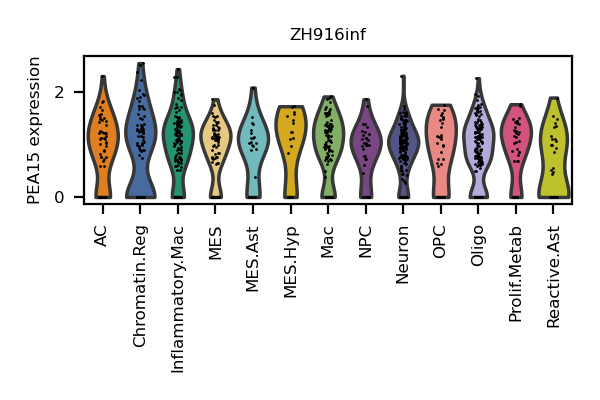 ZH916inf
PEA15 expression
2
0
AC
Chromatin.Reg
Inflammatory.Mac
MES
MES.Ast
MES.Hyp
Mac
NPC
Neuron
OPC
Oligo
Prolif.Metab
Reactive.Ast